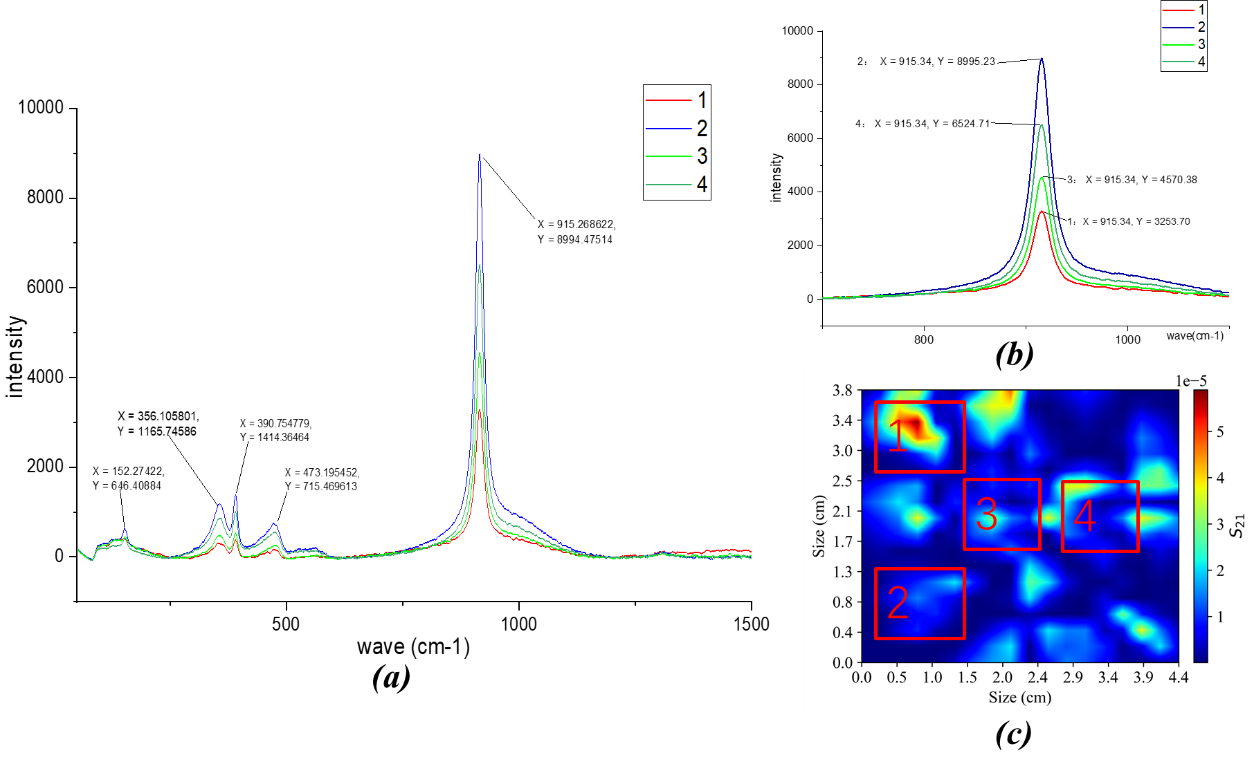 10000
8000
6000
4000
2000
0
intensity
500
1000
1500
wave (cm-1)
1
2
3
4
X = 915.268622,
Y = 8994.47514
X = 356.105801,
Y = 1165.74586
X = 390.754779,
Y = 1414.36464
X = 152.27422,
Y = 646.40884
X = 473.195452,
Y = 715.469613
(a)
1
2
3
4
10000
8000
6000
4000
2000
0
intensity
2: X = 915.34, Y = 8995.23
4: X = 915.34, Y = 6524.71
3: X = 915.34, Y = 4570.38
1: X = 915.34, Y = 3253.70
800
1000
wave(cm-1)
(b)
1e−5
3.8
3.4
3.0
2.5
2.1
1.7
1.3
0.8
0.4
0.0
Size (cm)
1
3
4
2
0.0 0.5 1.0 1.5 2.0 2.4 2.9 3.4 3.9 4.4
Size (cm)
5
4
3
2
1
S21
(c)